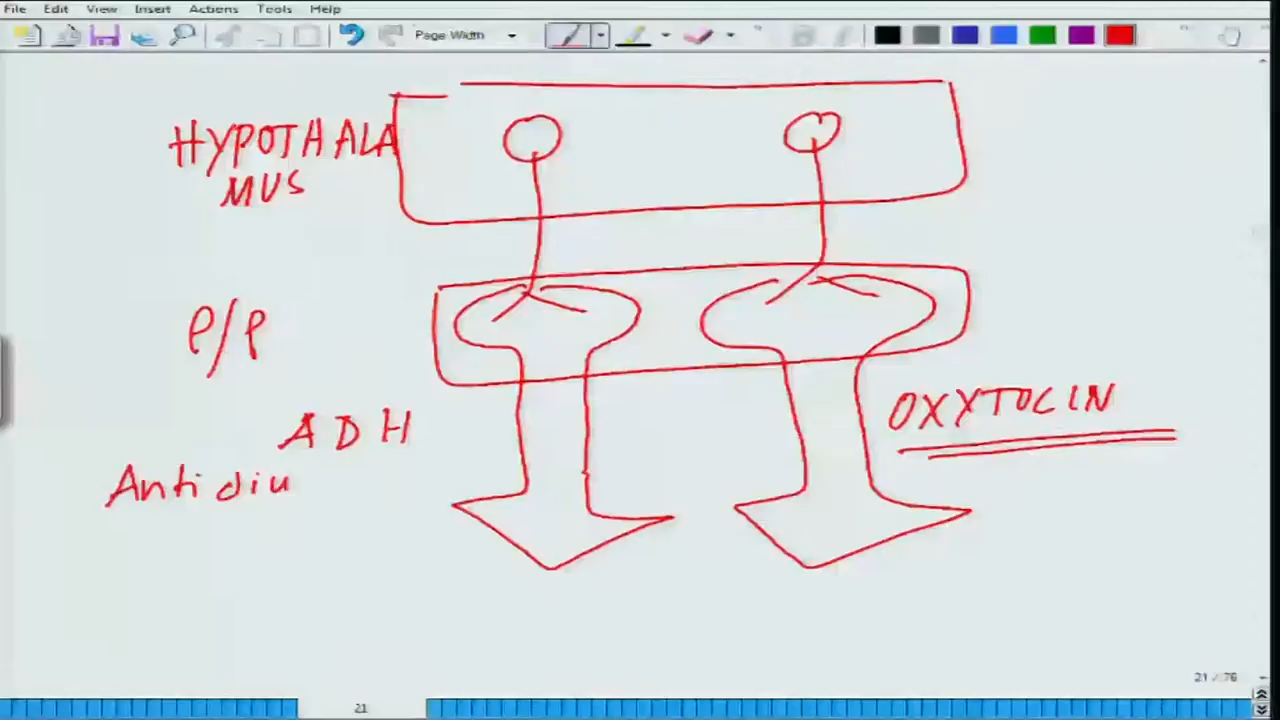 File Edit View Insert Actions Tools Help
Page Width
HYPOTHALA
MUS
P/P
ADH
OXYTOCIN
Antidiu
21 / 76
21